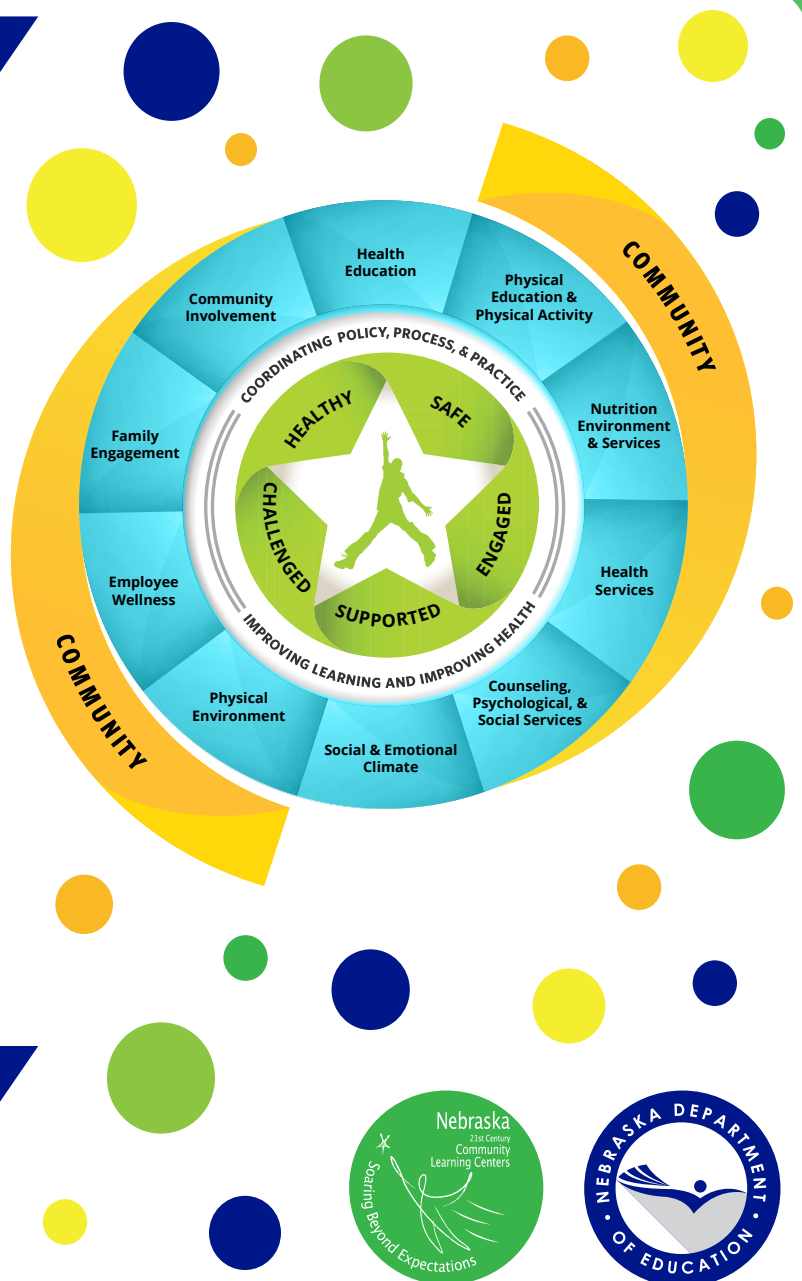 COMMUNITY
Health
Education
Physical
Education &
Physical Activity
Nutrition
Environment
& Services
Health
Services
Counseling,
Psychological, &
Social Services
Social & Emotional
Climate
Physical
Environment
Employee
Wellness
Family
Engagement
Community
Involvement
COORDINATING POLICY, PROCESS, & PRACTICE
IMPROVING LEARNING AND IMPROVING HEALTH
HEALTHY
SAFE
ENGAGED
SUPPORTED
CHALLENGED
COMMUNITY
Nebraska
21st Century
Community
Learning Centers
Soaring Beyond Expectations
NEBRASKA DEPARTMENT
• OF EDUCATION •